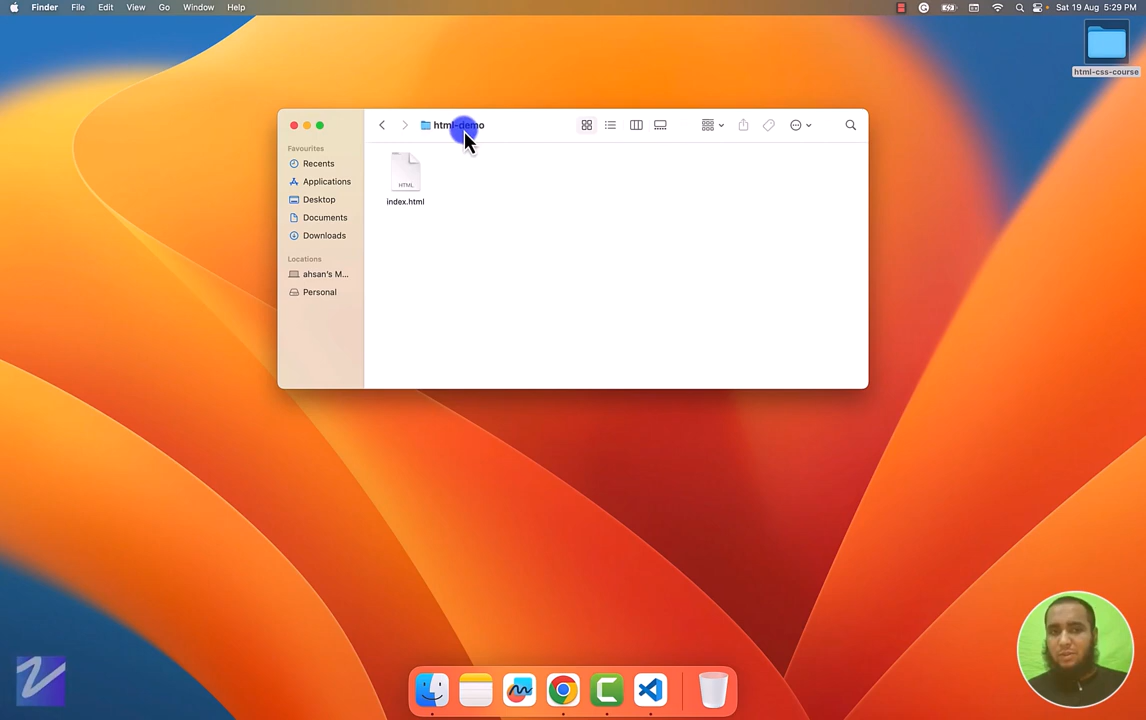 Finder File Edit View Go Window Help Sat 19 Aug 5:29 PM
html-css-course
html-demo
Favourites
Recents
Applications
Desktop
Documents
Downloads
Locations
ahsan's M...
Personal
HTML
index.html